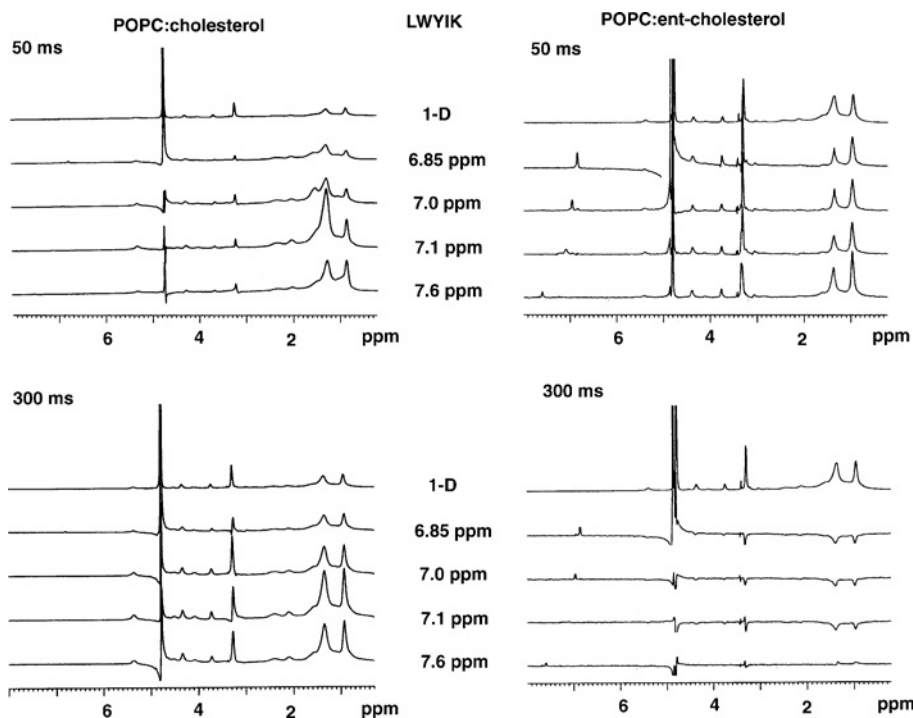 POPC:cholesterol LWYIK POPC:ent-cholesterol
50 ms 50 ms
1-D
6.85 ppm
7.0 ppm
7.1 ppm
7.6 ppm
6 4 2 ppm 6 4 2 ppm
300 ms 300 ms
1-D
6.85 ppm
7.0 ppm
7.1 ppm
7.6 ppm
6 4 2 ppm 6 4 2 ppm